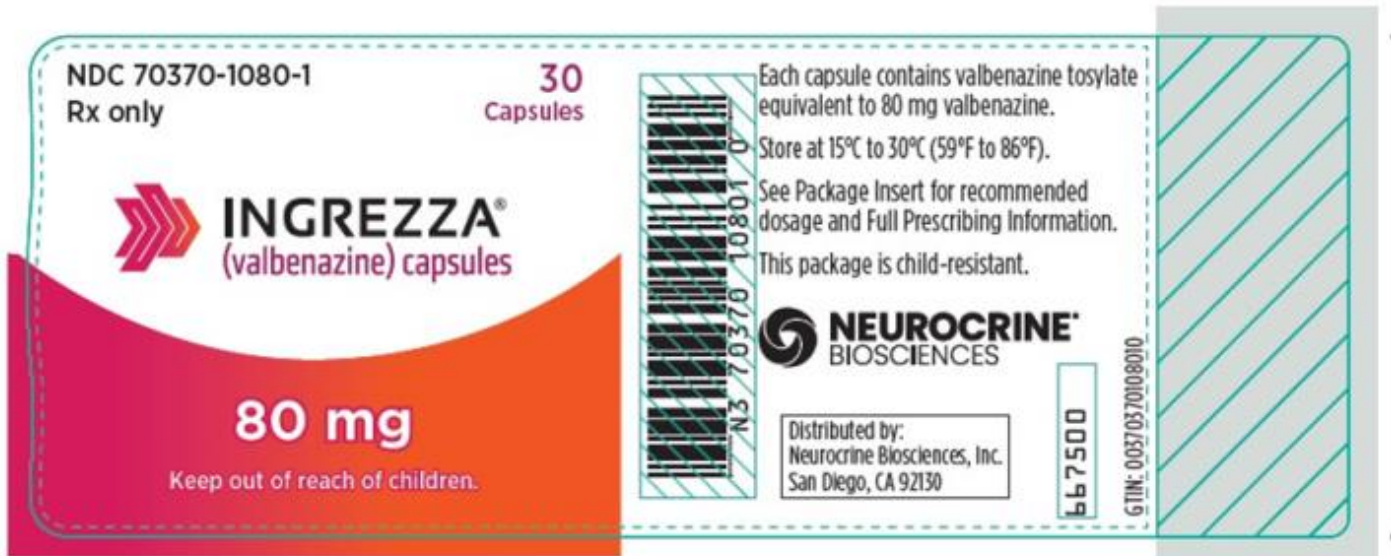 NDC 70370-1080-1
Rx only
30
Capsules
INGREZZA®
(valbenazine) capsules
80 mg
Keep out of reach of children.
N3 70370 10801 0
Each capsule contains valbenazine tosylate
equivalent to 80 mg valbenazine.
Store at 15°C to 30°C (59°F to 86°F).
See Package Insert for recommended
dosage and Full Prescribing Information.
This package is child-resistant.
NEUROCRINE®
BIOSCIENCES
Distributed by:
Neurocrine Biosciences, Inc.
San Diego, CA 92130
667500
GTIN: 00370370108010